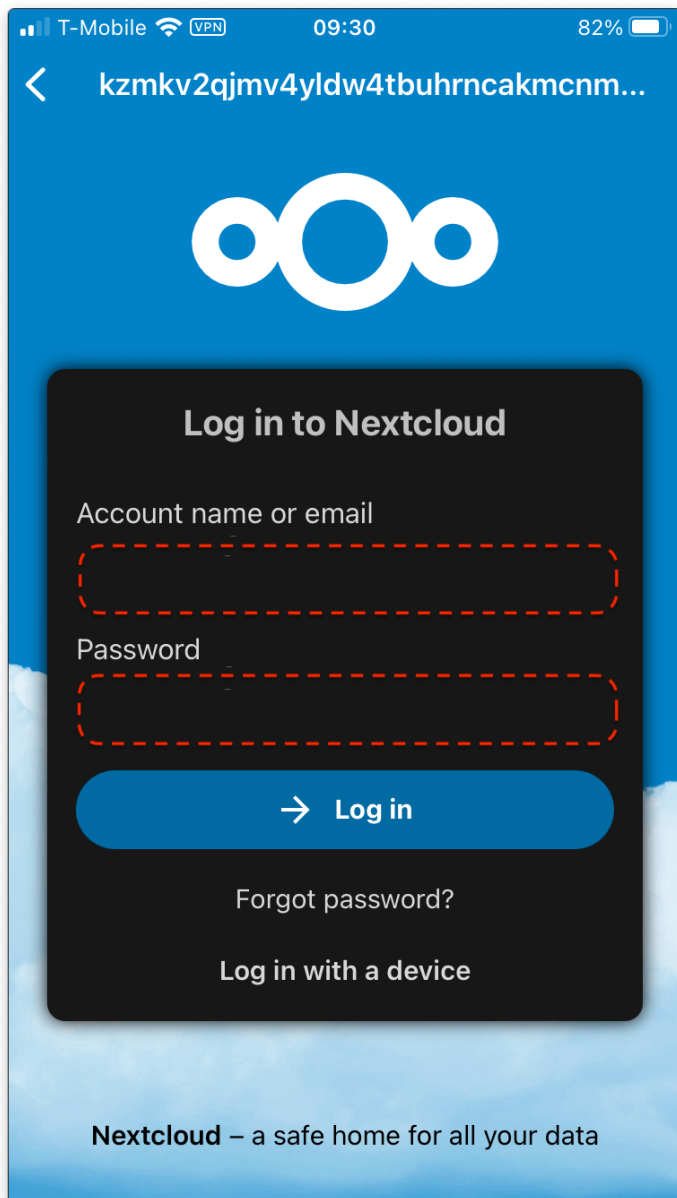 T-Mobile VPN 09:30 82%
kzmkv2qjmv4yldw4tbuhrncakmcnm...
Log in to Nextcloud
Account name or email
Password
→ Log in
Forgot password?
Log in with a device
Nextcloud – a safe home for all your data